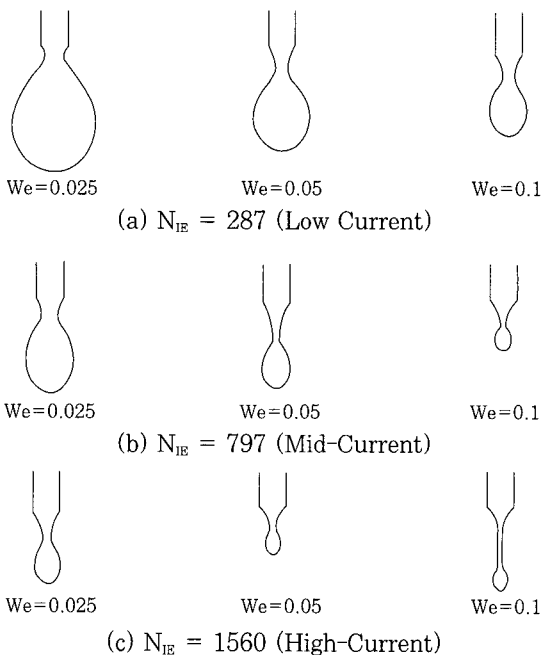 We=0.025 We=0.05 We=0.1
(a) N_IE = 287 (Low Current)
We=0.025 We=0.05 We=0.1
(b) N_IE = 797 (Mid-Current)
We=0.025 We=0.05 We=0.1
(c) N_IE = 1560 (High-Current)